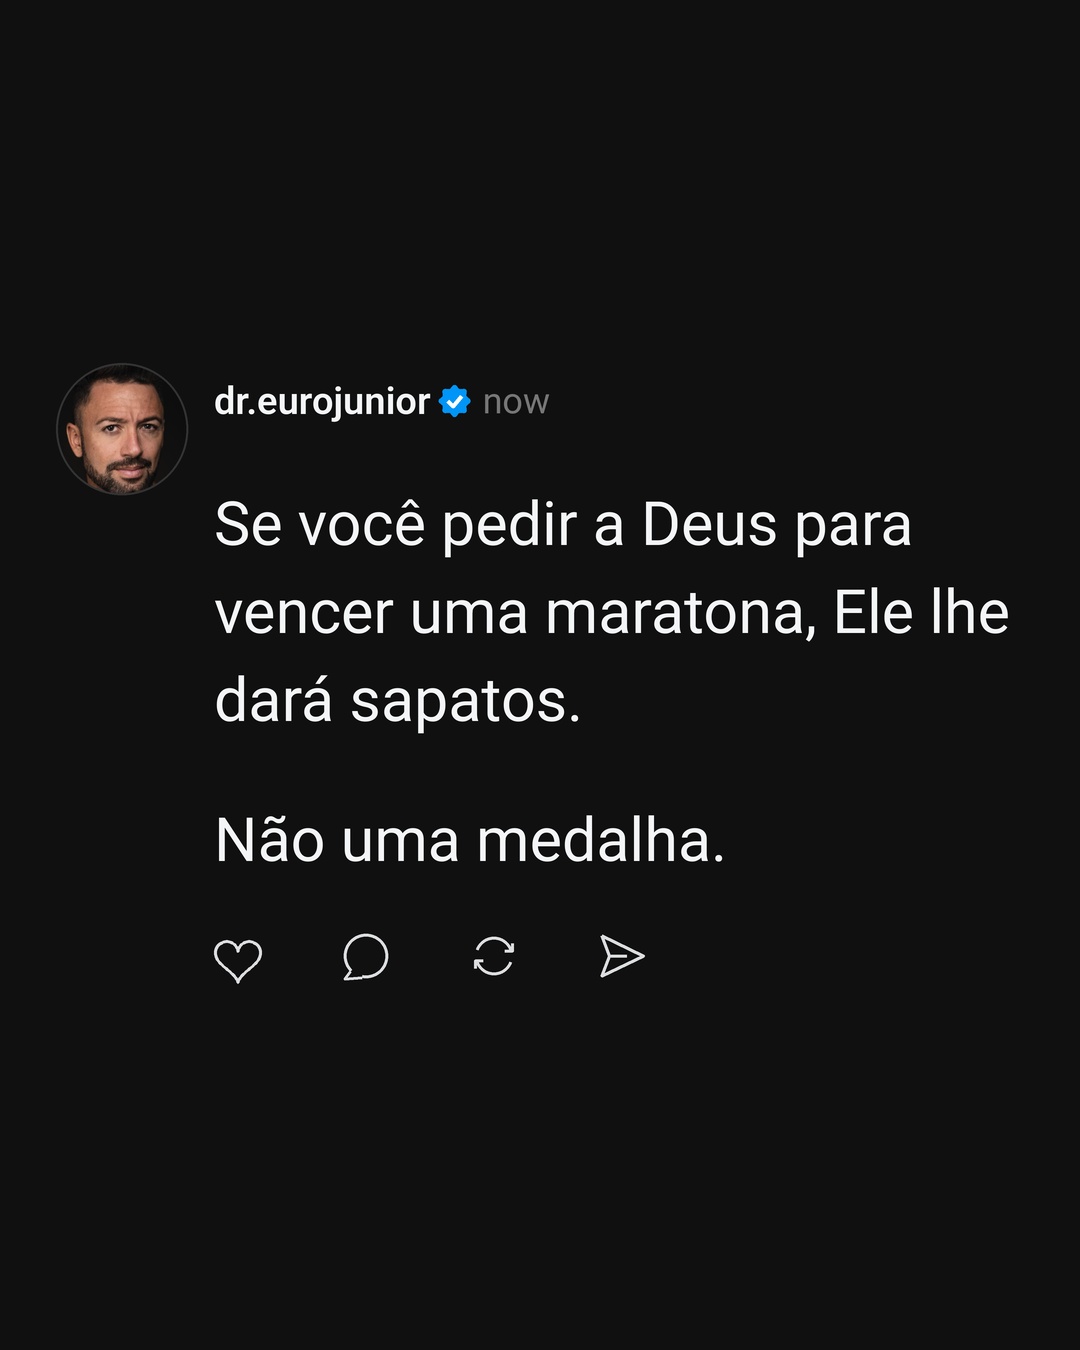 dr.eurojunior now
Se você pedir a Deus para
vencer uma maratona, Ele lhe
dará sapatos.
Não uma medalha.